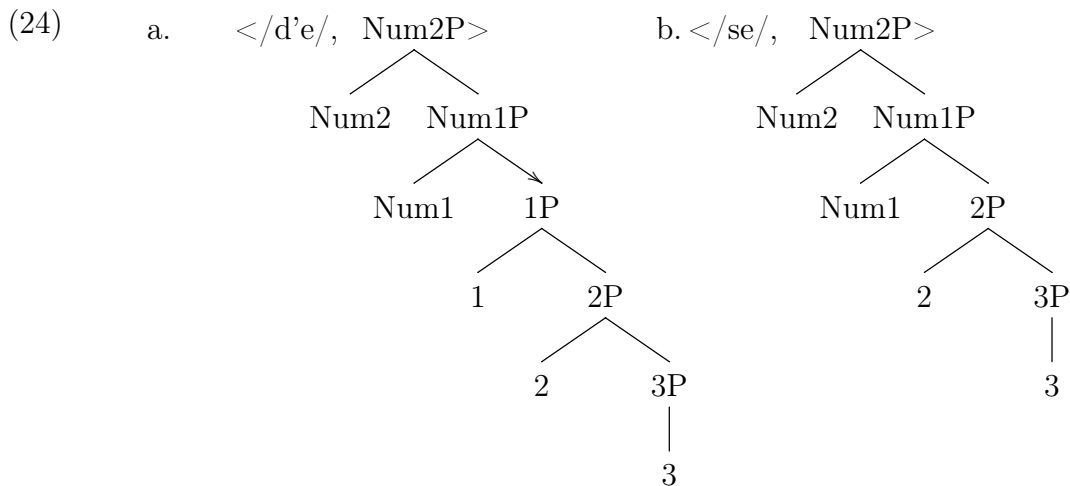 (24) a. </d’e/, Num2P> b. </se/, Num2P>
Num2 Num1P Num2 Num1P
Num1 1P Num1 2P
1 2P 2 3P
2 3P 3
3